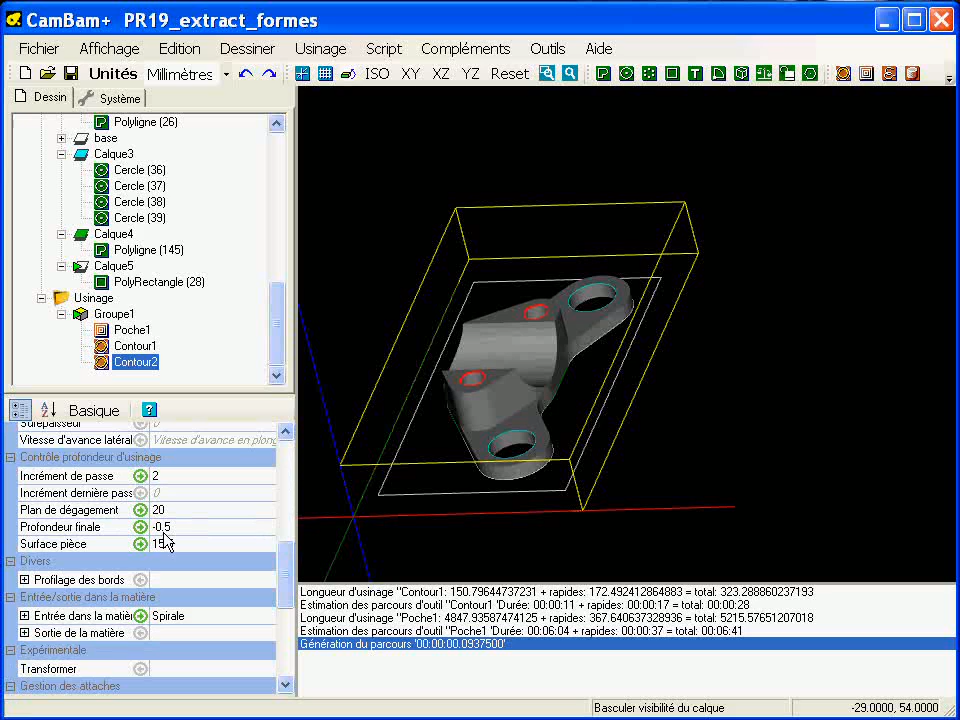 CamBam+ PR19_extract_formes
Fichier Affichage Edition Dessiner Usinage Script Compléments Outils Aide
Unités Millimètres ISO XY XZ YZ Reset
Dessin Système
Polyligne (26)
base
Calque3
Cercle (36)
Cercle (37)
Cercle (38)
Cercle (39)
Calque4
Polyligne (145)
Calque5
PolyRectangle (28)
Usinage
Groupe1
Poche1
Contour1
Contour2
Basique
Surépaisseur 0
Vitesse d'avance latéral Vitesse d'avance en plong
Contrôle profondeur d'usinage
Incrément de passe 2
Incrément dernière pass 0
Plan de dégagement 20
Profondeur finale -0.5
Surface pièce
Divers
Profilage des bords
Entrée/sortie dans la matière
Entrée dans la matiè Spirale
Sortie de la matière
Expérimentale
Transformer
Gestion des attaches
Longueur d'usinage "Contour1: 150.79644737231 + rapides: 172.492412864883 = total: 323.288860237193
Estimation des parcours d'outil "Contour1 'Durée: 00:00:11 + rapides: 00:00:17 = total: 00:00:28
Longueur d'usinage "Poche1: 4847.93587474125 + rapides: 367.640637328936 = total: 5215.57651207018
Estimation des parcours d'outil "Poche1 'Durée: 00:06:04 + rapides: 00:00:37 = total: 00:06:41
Génération du parcours '00:00:00.0937500'
Basculer visibilité du calque -29.0000, 54.0000